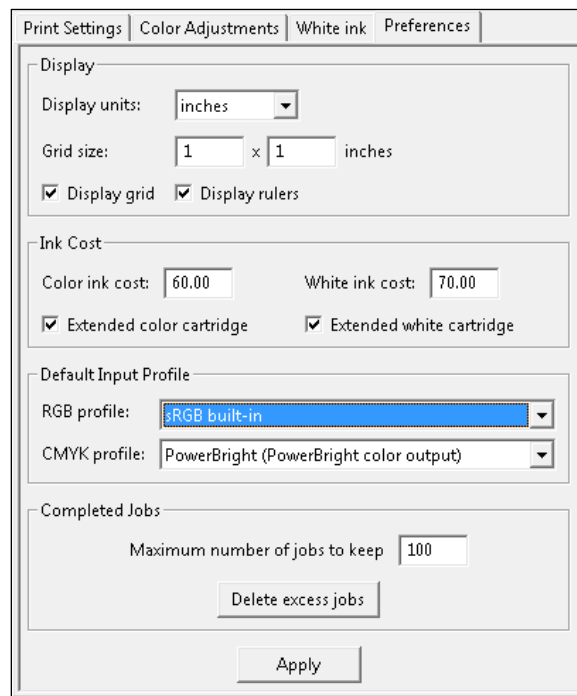 Print Settings Color Adjustments White ink Preferences
Display
Display units: inches
Grid size: 1 x 1 inches
Display grid Display rulers
Ink Cost
Color ink cost: 60.00 White ink cost: 70.00
Extended color cartridge Extended white cartridge
Default Input Profile
RGB profile: sRGB built-in
CMYK profile: PowerBright (PowerBright color output)
Completed Jobs
Maximum number of jobs to keep 100
Delete excess jobs
Apply